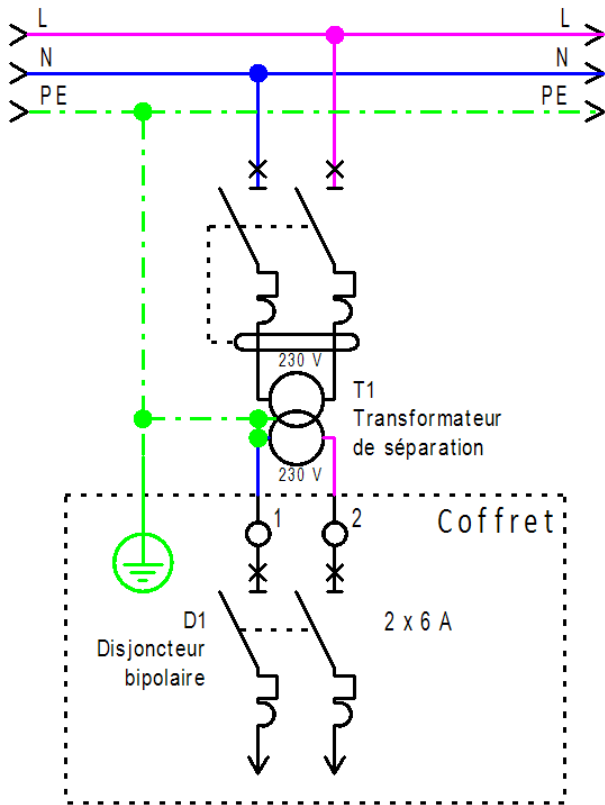 L L
N N
PE PE
230 V
T1
Transformateur
de séparation
230 V
1 2
Coffret
D1
Disjoncteur
bipolaire
2 x 6 A